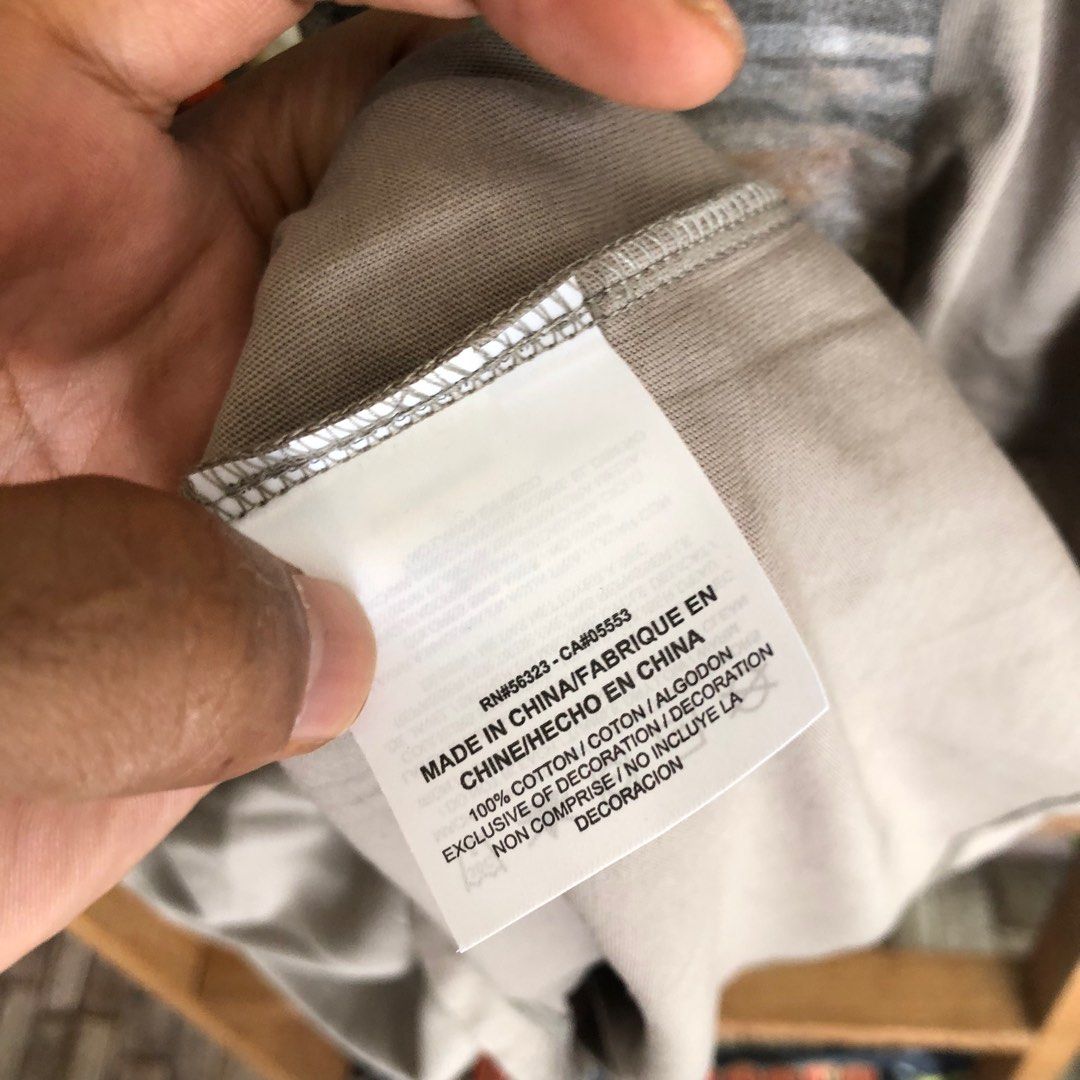 RN#56323 - CA#05553
MADE IN CHINA/FABRIQUE EN
CHINE/HECHO EN CHINA
100% COTTON / COTON / ALGODON
EXCLUSIVE OF DECORATION / DECORATION
NON COMPRISE / NO INCLUYE LA
DECORACION